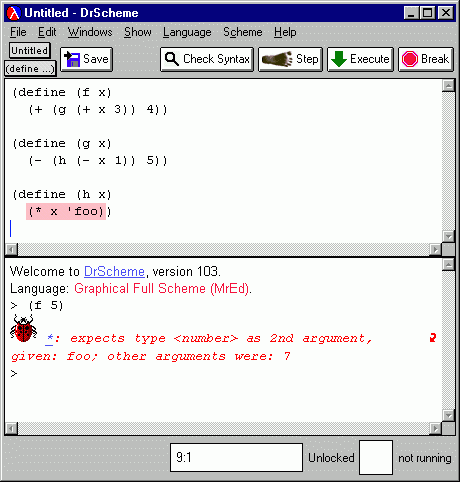 Untitled - DrScheme
File Edit Windows Show Language Scheme Help
Untitled
(define ...)
Save
Check Syntax
Step
Execute
Break
(define (f x)
(+ (g (+ x 3)) 4))
(define (g x)
(- (h (- x 1)) 5))
(define (h x)
(* x 'foo))
Welcome to DrScheme, version 103.
Language: Graphical Full Scheme (MrEd).
> (f 5)
*: expects type <number> as 2nd argument,
given: foo; other arguments were: 7
>
9:1
Unlocked
not running